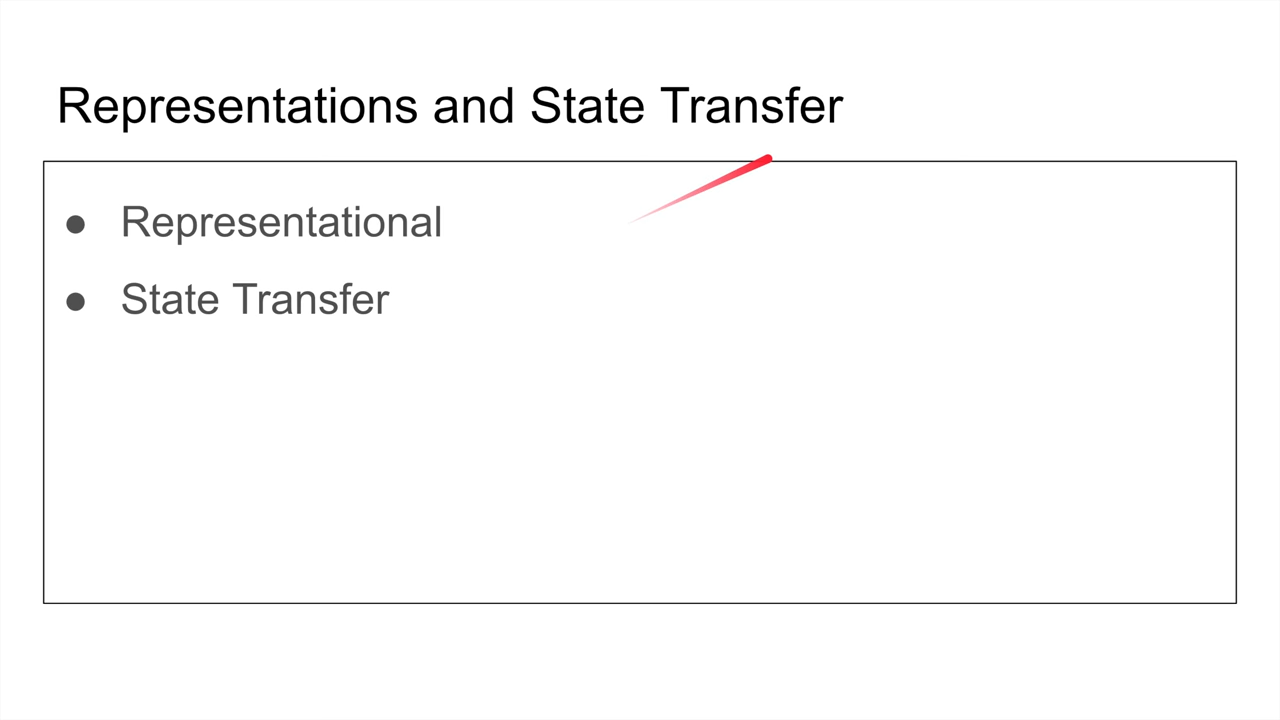 Representations and State Transfer
● Representational
● State Transfer